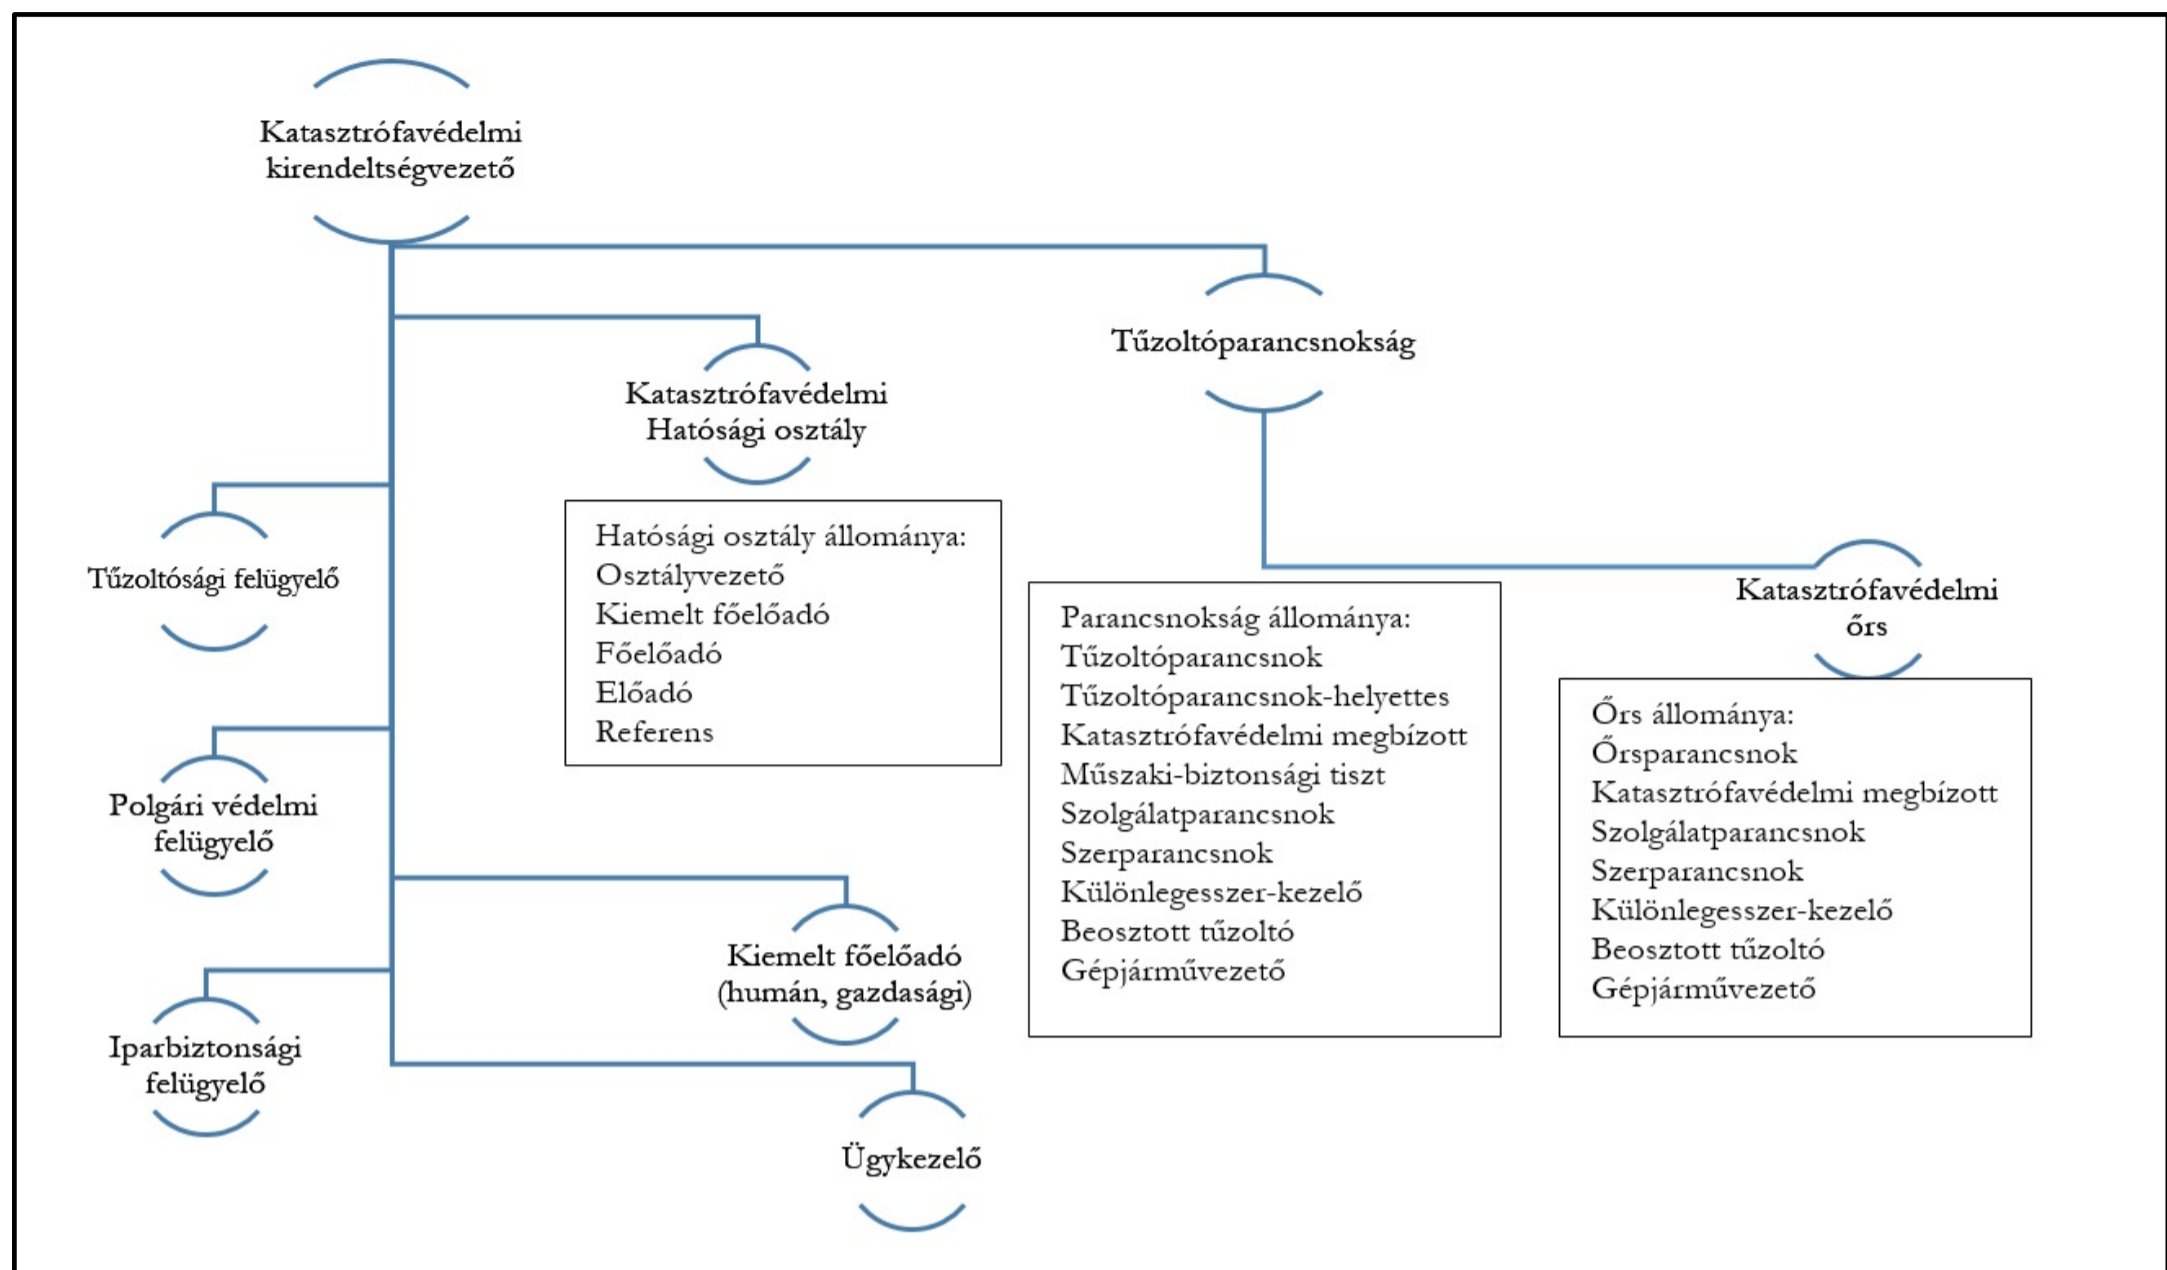 Katasztrófavédelmi
kirendeltségvezető
Tűzoltóparancsnokság
Katasztrófavédelmi
Hatósági osztály
Hatósági osztály állománya:
Osztályvezető
Kiemelt főelőadó
Főelőadó
Előadó
Referens
Tűzoltósági felügyelő
Katasztrófavédelmi
őrs
Parancsnokság állománya:
Tűzoltóparancsnok
Tűzoltóparancsnok-helyettes
Katasztrófavédelmi megbízott
Műszaki-biztonsági tiszt
Szolgálatparancsnok
Szerparancsnok
Különlegesszer-kezelő
Beosztott tűzoltó
Gépjárművezető
Őrs állománya:
Őrsparancsnok
Katasztrófavédelmi megbízott
Szolgálatparancsnok
Szerparancsnok
Különlegesszer-kezelő
Beosztott tűzoltó
Gépjárművezető
Polgári védelmi
felügyelő
Kiemelt főelőadó
(humán, gazdasági)
Iparbiztonsági
felügyelő
Ügykezelő